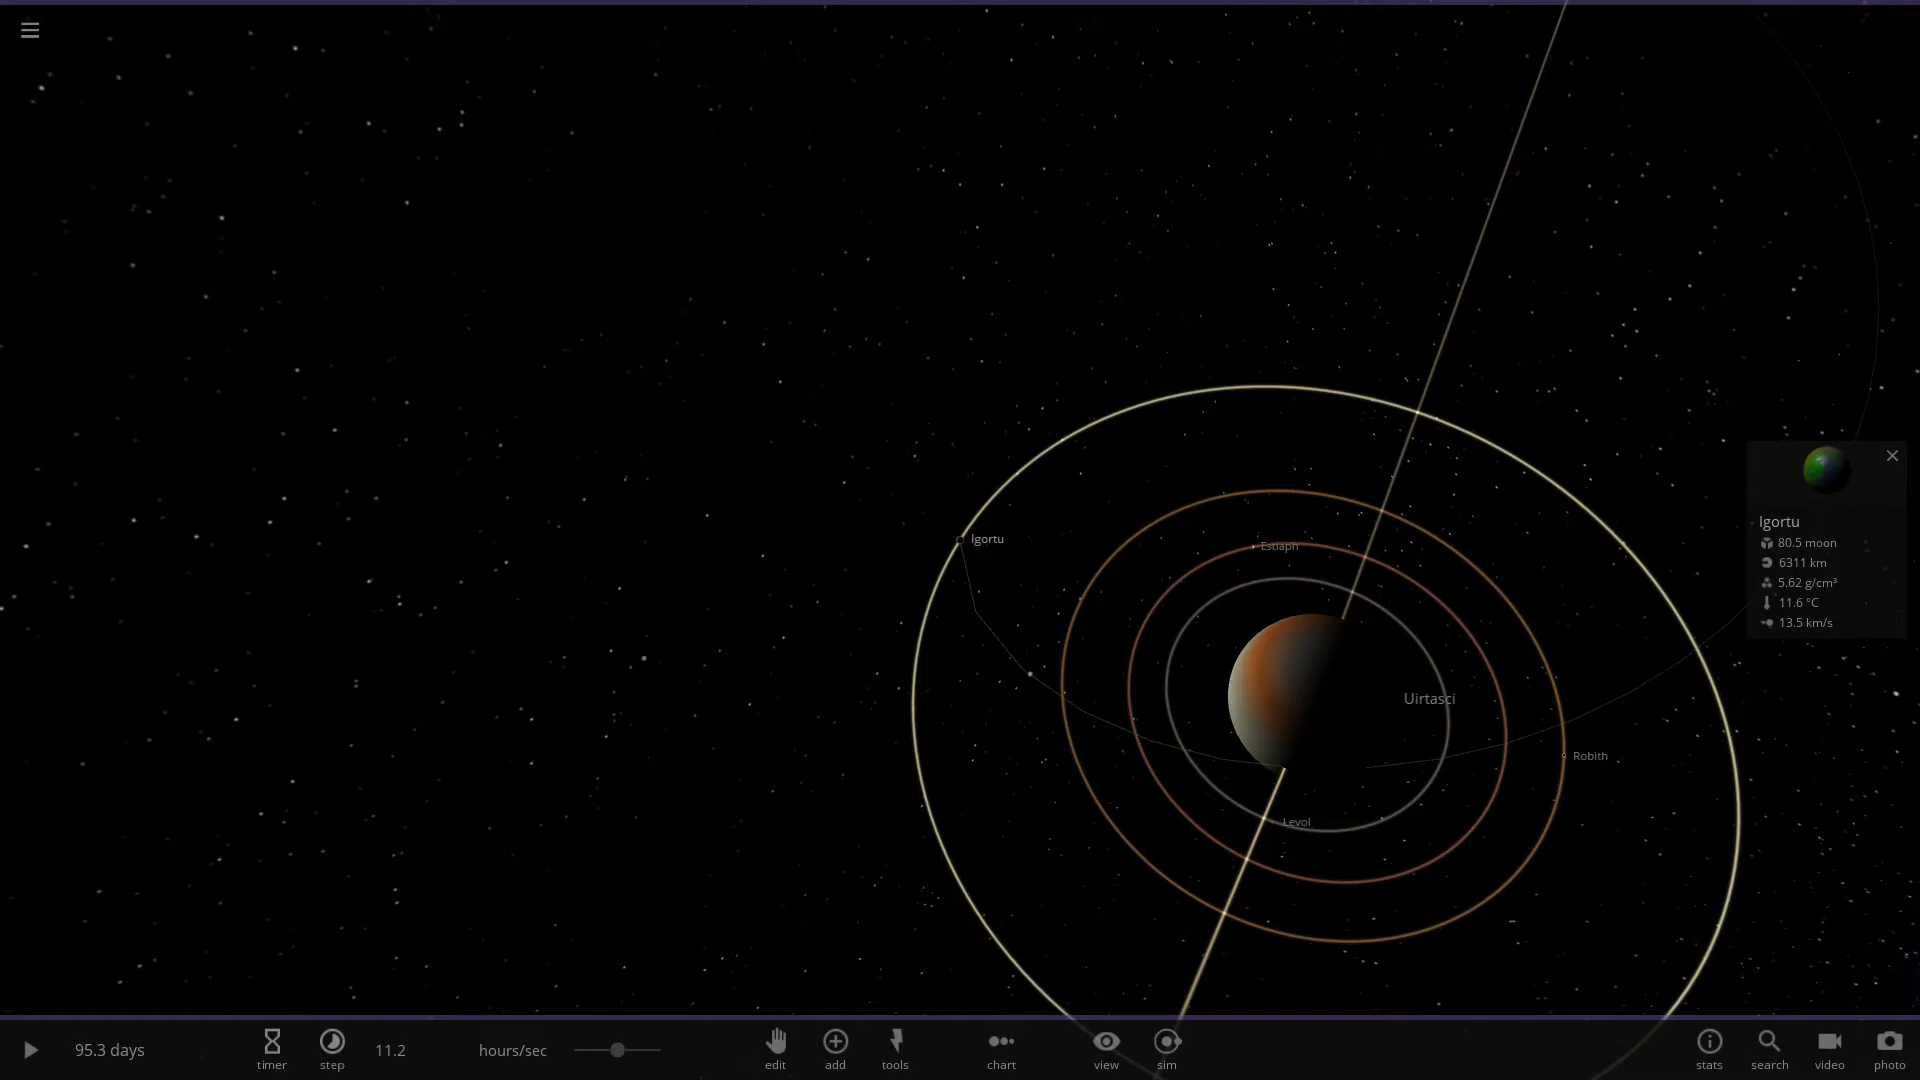 Igortu
Estiaph
Igortu
80.5 moon
6311 km
5.62 g/cm³
11.6 °C
13.5 km/s
Uirtasci
Robith
Levol
95.3 days
timer
step
11.2
hours/sec
edit
add
tools
chart
view
sim
stats
search
video
photo